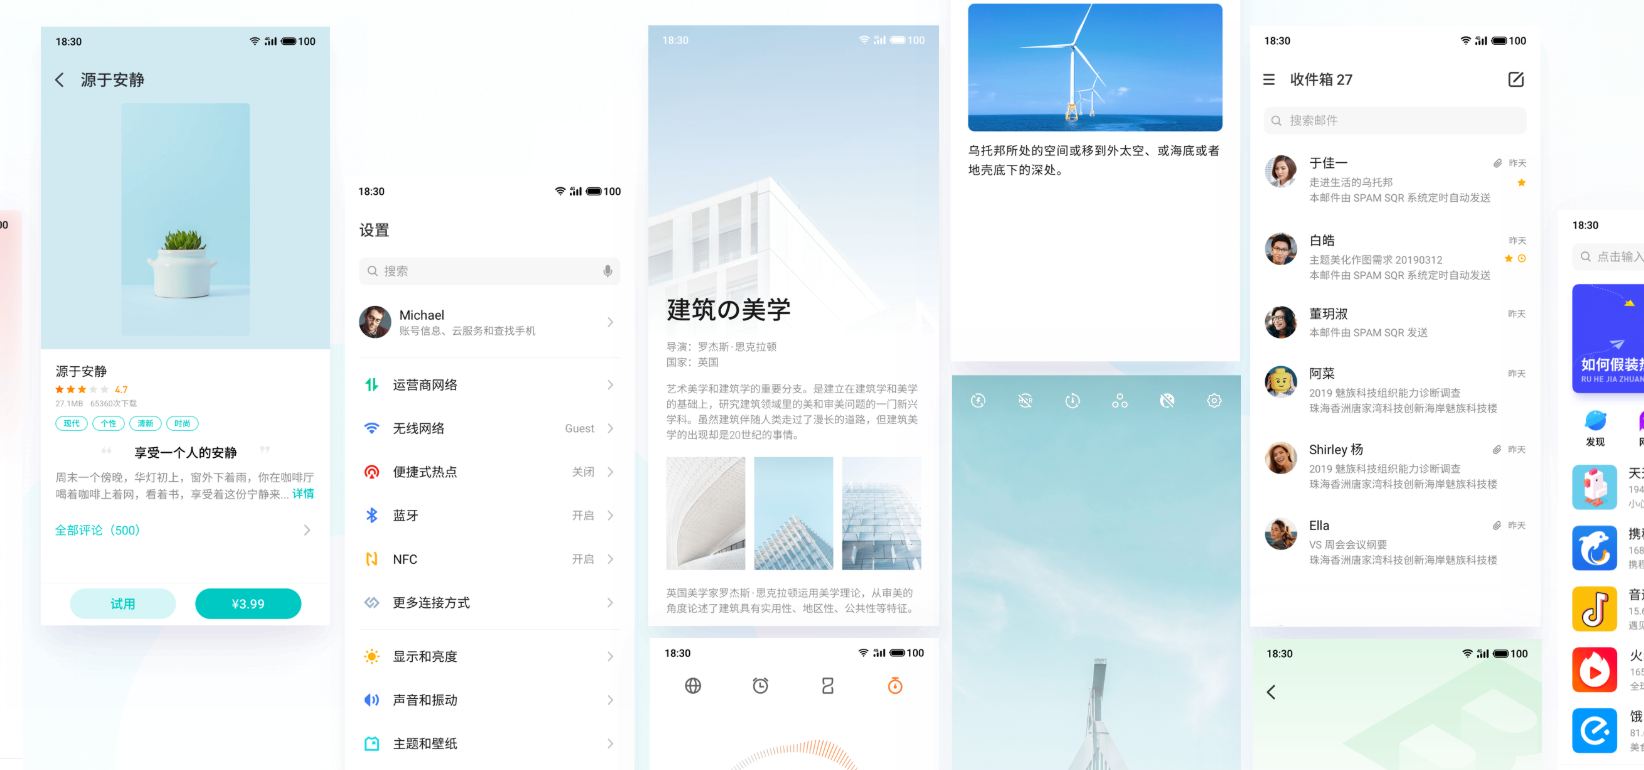 00
18:30
100
源于安静
源于安静
4.7
27.1MB 65360次下载
现代 个性 清新 时尚
享受一个人的安静
周末一个傍晚，华灯初上，窗外下着雨，你在咖啡厅
喝着咖啡上着网，看着书，享受着这份宁静来... 详情
全部评论（500）
试用
¥3.99
18:30
100
设置
搜索
Michael
账号信息、云服务和查找手机
运营商网络
无线网络
Guest
便捷式热点
关闭
蓝牙
开启
NFC
开启
更多连接方式
显示和亮度
声音和振动
主题和壁纸
18:30
100
建筑の美学
导演：罗杰斯·思克拉顿
国家：英国
艺术美学和建筑学的重要分支。是建立在建筑学和美学
的基础上，研究建筑领域里的美和审美问题的一门新兴
学科。虽然建筑伴随人类走过了漫长的道路，但建筑美
学的出现却是20世纪的事情。
英国美学家罗杰斯·思克拉顿运用美学理论，从审美的
角度论述了建筑具有实用性、地区性、公共性等特征。
18:30
100
乌托邦所处的空间或移到外太空、或海底或者
地壳底下的深处。
18:30
100
收件箱 27
搜索邮件
于佳一
昨天
走进生活的乌托邦
本邮件由 SPAM SQR 系统定时自动发送
白皓
昨天
主题美化作图需求 20190312
本邮件由 SPAM SQR 系统定时自动发送
董玥淑
昨天
本邮件由 SPAM SQR 发送
阿菜
昨天
2019 魅族科技组织能力诊断调查
珠海香洲唐家湾科技创新海岸魅族科技楼
Shirley 杨
昨天
2019 魅族科技组织能力诊断调查
珠海香洲唐家湾科技创新海岸魅族科技楼
Ella
昨天
VS 周会会议纲要
珠海香洲唐家湾科技创新海岸魅族科技楼
18:30
100
18:30
点击输入
如何假装
RU HE JIA ZHUAN
发现
天
194
小心
携
168
携程
音
15.6
遇见
火
165
全
饿
81.
美食